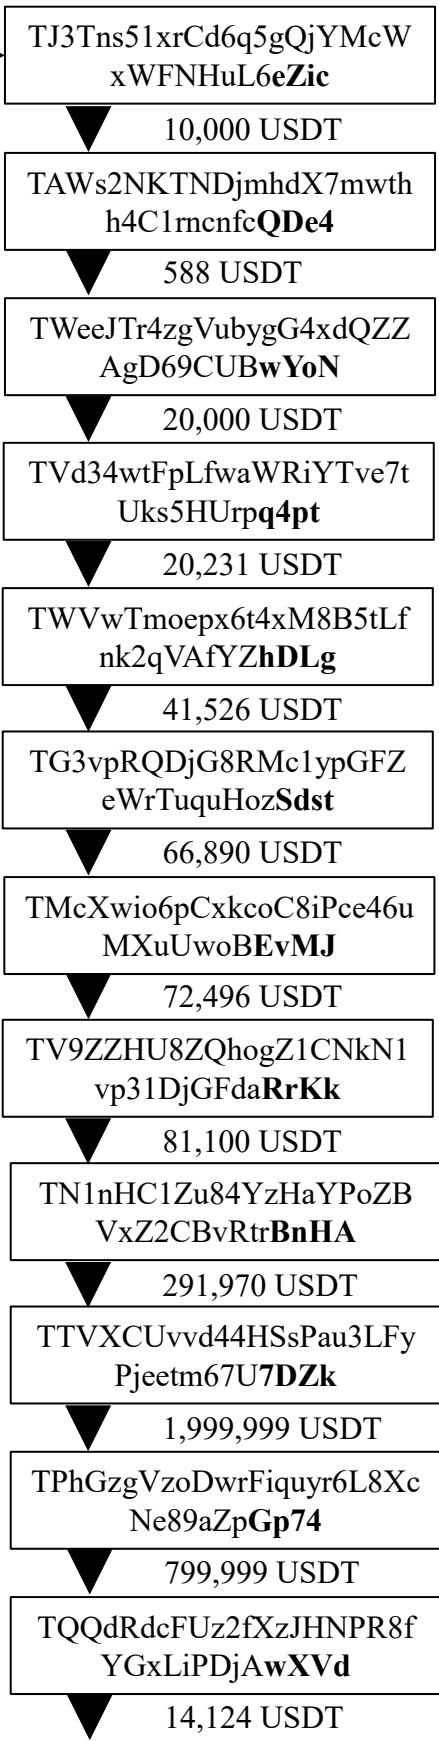 TJ3Tns51xrCd6q5gQjYMcW
xWFNHuL6eZic
10,000 USDT
TAWs2NKTNDjmhdX7mwth
h4C1rncnfcQDe4
588 USDT
TWeeJTr4zgVubygG4xdQZZ
AgD69CUBwYoN
20,000 USDT
TVd34wtFpLfwaWRiYTve7t
Uks5HUrpq4pt
20,231 USDT
TWVwTmoepx6t4xM8B5tLf
nk2qVAfYZhDLg
41,526 USDT
TG3vpRQDjG8RMc1ypGFZ
eWrTuquHozSdst
66,890 USDT
TMcXwio6pCxkcoC8iPce46u
MXuUwoBEvMJ
72,496 USDT
TV9ZZHU8ZQhogZ1CNkN1
vp31DjGFdaRrKk
81,100 USDT
TN1nHC1Zu84YzHaYPoZB
VxZ2CBvRtrBnHA
291,970 USDT
TTVXCUvvd44HSsPau3LFy
Pjeetm67U7DZk
1,999,999 USDT
TPhGzgVzoDwrFiquyr6L8Xc
Ne89aZpGp74
799,999 USDT
TQQdRdcFUz2fXzJHNPR8f
YGxLiPDjAwXVd
14,124 USDT